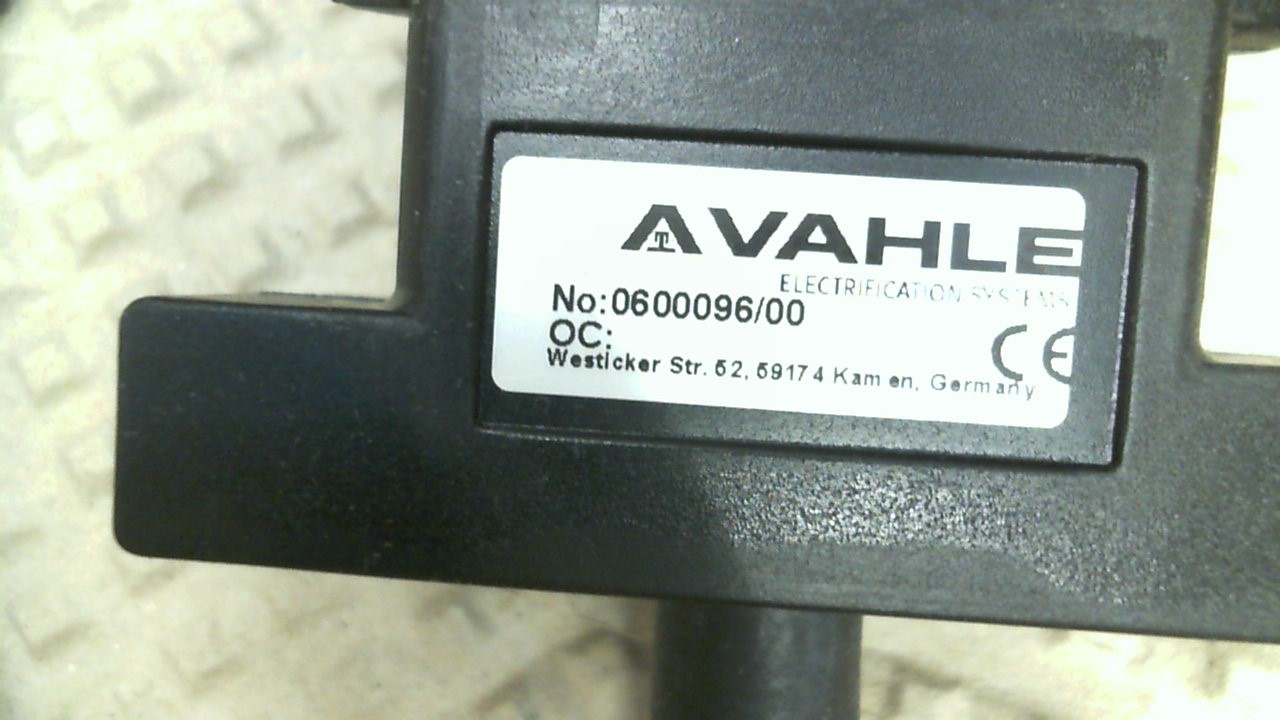 VAHLE
ELECTRIFICATION SYSTEMS
No:0600096/00
OC:
CE
Westicker Str. 52, 59174 Kamen, Germany